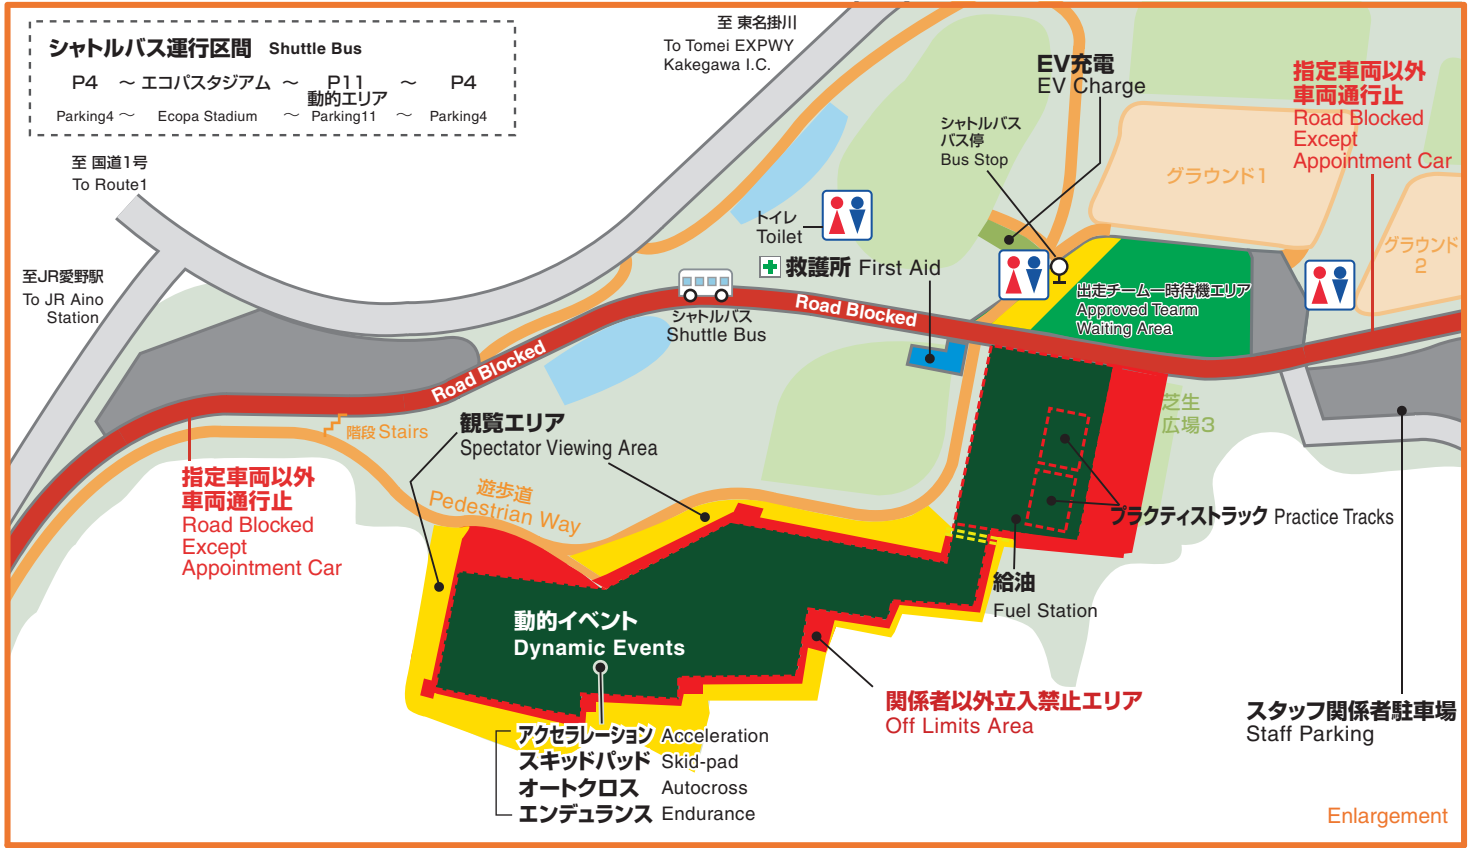 シャトルバス運行区間 Shuttle Bus
P4 ～ エコパスタジアム ～ P11 ～ P4
動的エリア
Parking4 ～ Ecopa Stadium ～ Parking11 ～ Parking4
至 東名掛川
To Tomei EXPWY
Kakegawa I.C.
至 国道1号
To Route1
至JR愛野駅
To JR Aino
Station
EV充電
EV Charge
シャトルバス
バス停
Bus Stop
指定車両以外
車両通行止
Road Blocked
Except
Appointment Car
グラウンド1
グラウンド
2
トイレ
Toilet
救護所 First Aid
出走チーム一時待機エリア
Approved Tearm
Waiting Area
シャトルバス
Shuttle Bus
Road Blocked
Road Blocked
階段 Stairs
観覧エリア
Spectator Viewing Area
芝生
広場3
遊歩道
Pedestrian Way
指定車両以外
車両通行止
Road Blocked
Except
Appointment Car
プラクティストラック Practice Tracks
給油
Fuel Station
動的イベント
Dynamic Events
関係者以外立入禁止エリア
Off Limits Area
スタッフ関係者駐車場
Staff Parking
アクセラレーション Acceleration
スキッドパッド Skid-pad
オートクロス Autocross
エンデュランス Endurance
Enlargement